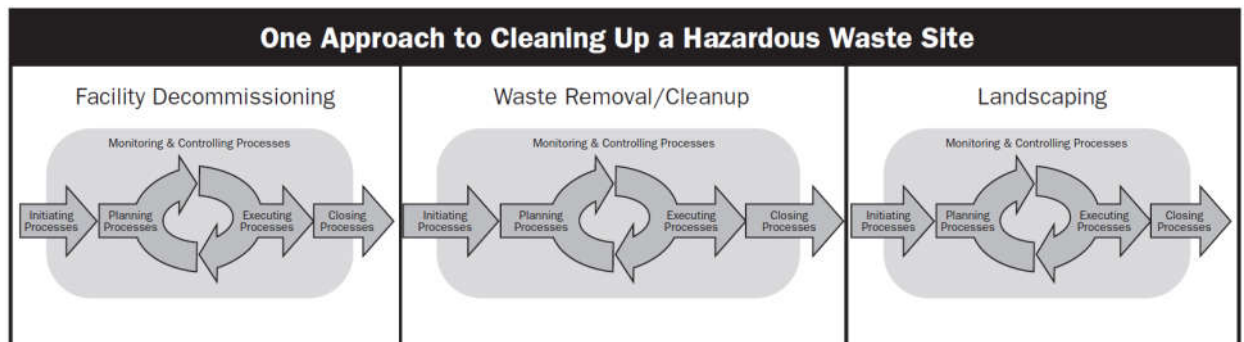 One Approach to Cleaning Up a Hazardous Waste Site
Facility Decommissioning
Monitoring & Controlling Processes
Initiating
Processes
Planning
Processes
Executing
Processes
Closing
Processes
Waste Removal/Cleanup
Monitoring & Controlling Processes
Initiating
Processes
Planning
Processes
Executing
Processes
Closing
Processes
Landscaping
Monitoring & Controlling Processes
Initiating
Processes
Planning
Processes
Executing
Processes
Closing
Processes